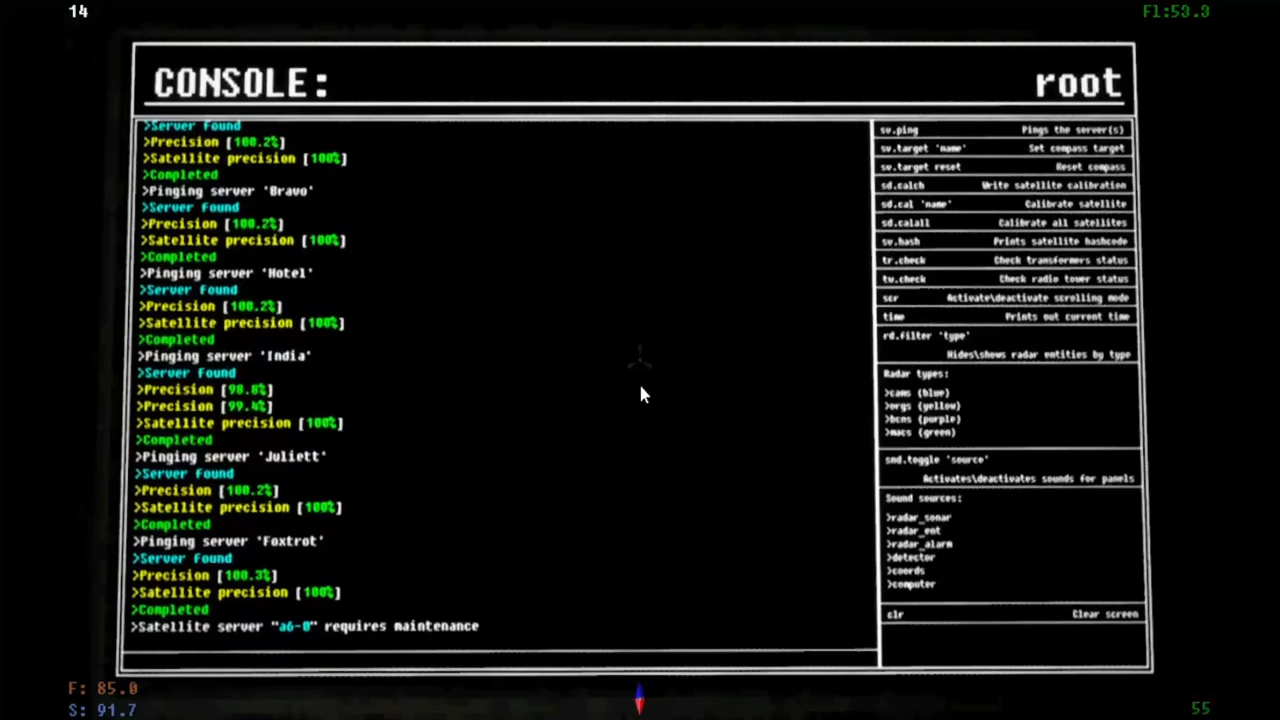 14
F1:53.3
CONSOLE:
root
>Server Found
>Precision [100.2%]
>Satellite precision [100%]
>Completed
>Pinging server 'Bravo'
>Server Found
>Precision [100.2%]
>Satellite precision [100%]
>Completed
>Pinging server 'Hotel'
>Server Found
>Precision [100.2%]
>Satellite precision [100%]
>Completed
>Pinging server 'India'
>Server Found
>Precision [98.8%]
>Precision [99.4%]
>Satellite precision [100%]
>Completed
>Pinging server 'Juliett'
>Server Found
>Precision [100.2%]
>Satellite precision [100%]
>Completed
>Pinging server 'Foxtrot'
>Server Found
>Precision [100.3%]
>Satellite precision [100%]
>Completed
>Satellite server "a6-0" requires maintenance
sv.ping Pings the server(s)
sv.target 'name' Set compass target
sv.target reset Reset compass
sd.calch Write satellite calibration
sd.cal 'name' Calibrate satellite
sd.calall Calibrate all satellites
sv.hash Prints satellite hashcode
tr.check Check transformers status
tw.check Check radio tower status
scr Activate\deactivate scrolling mode
time Prints out current time
rd.filter 'type'
Hides\shows radar entities by type
Radar types:
>cams (blue)
>orgs (yellow)
>bcns (purple)
>macs (green)
snd.toggle 'source'
Activates\deactivates sounds for panels
Sound sources:
>radar_sonar
>radar_ent
>radar_alarm
>detector
>coords
>computer
clr Clear screen
F: 85.0
S: 91.7
55